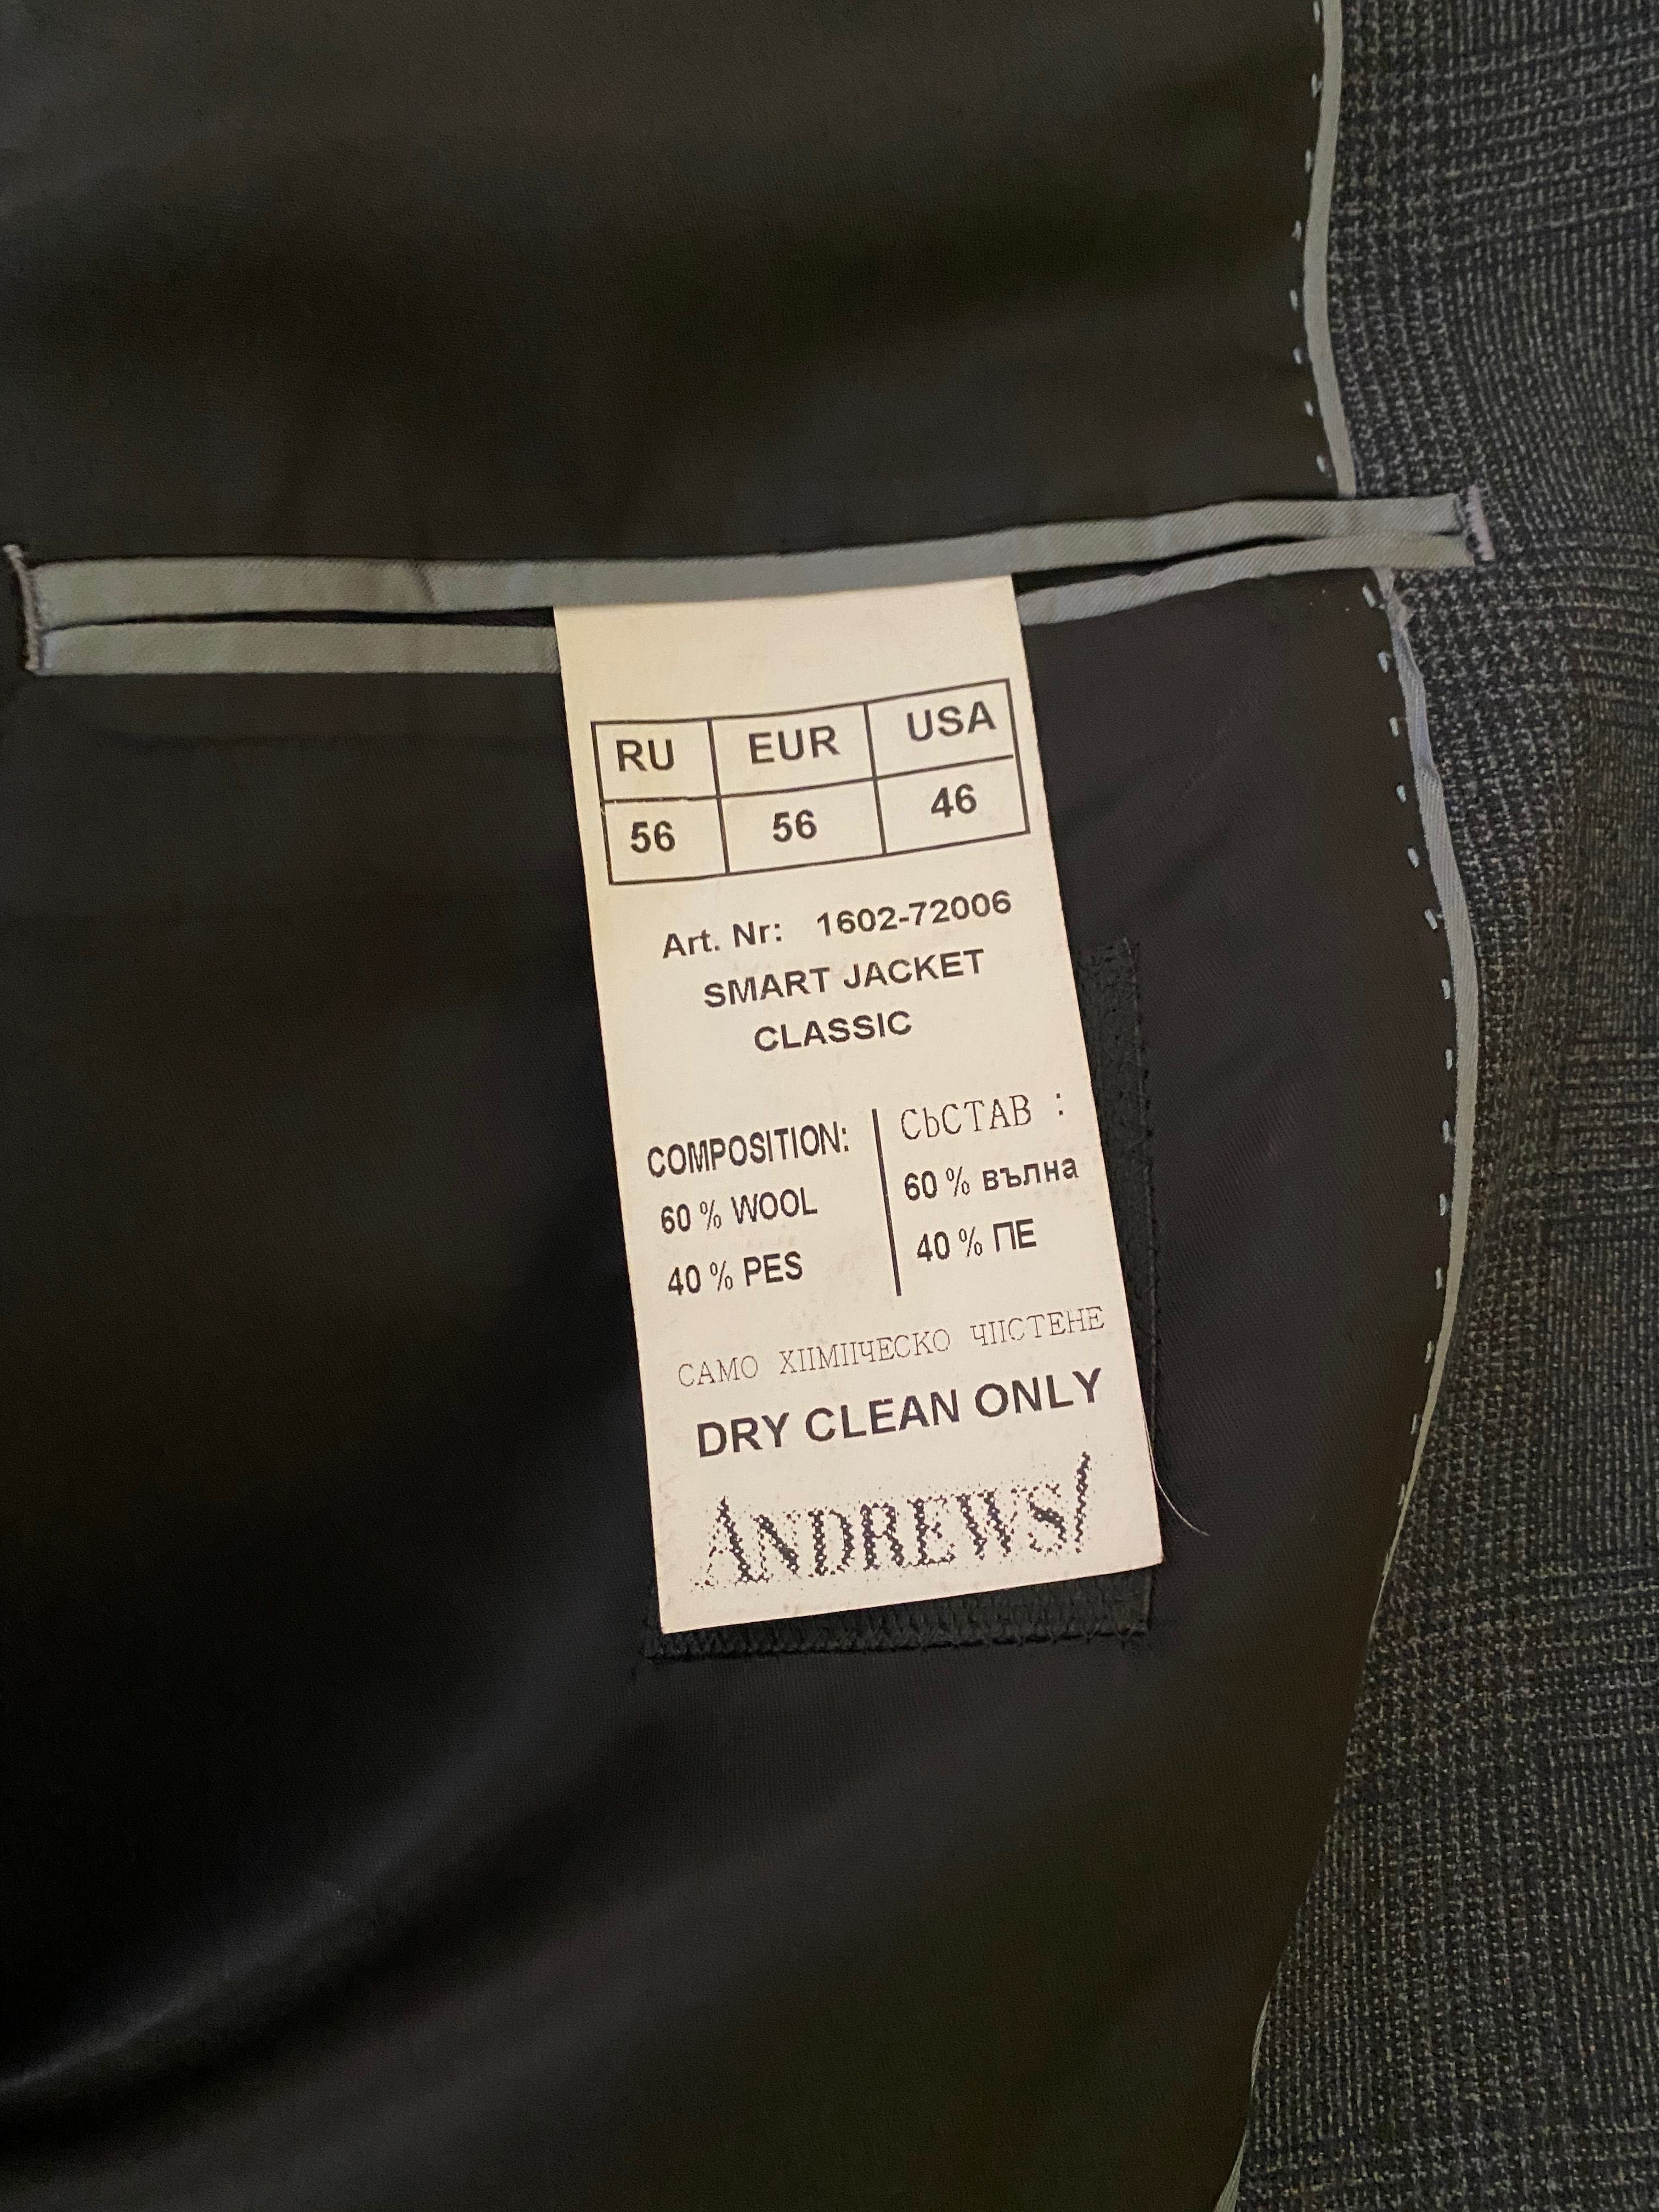 RU EUR USA
56 56 46
Art. Nr: 1602-72006
SMART JACKET
CLASSIC
COMPOSITION:
60 % WOOL
40 % PES
СЬСТАВ :
60 % вълна
40 % ПЕ
САМО ХИМИЧЕСКО ЧИСТЕНЕ
DRY CLEAN ONLY
ANDREWS/